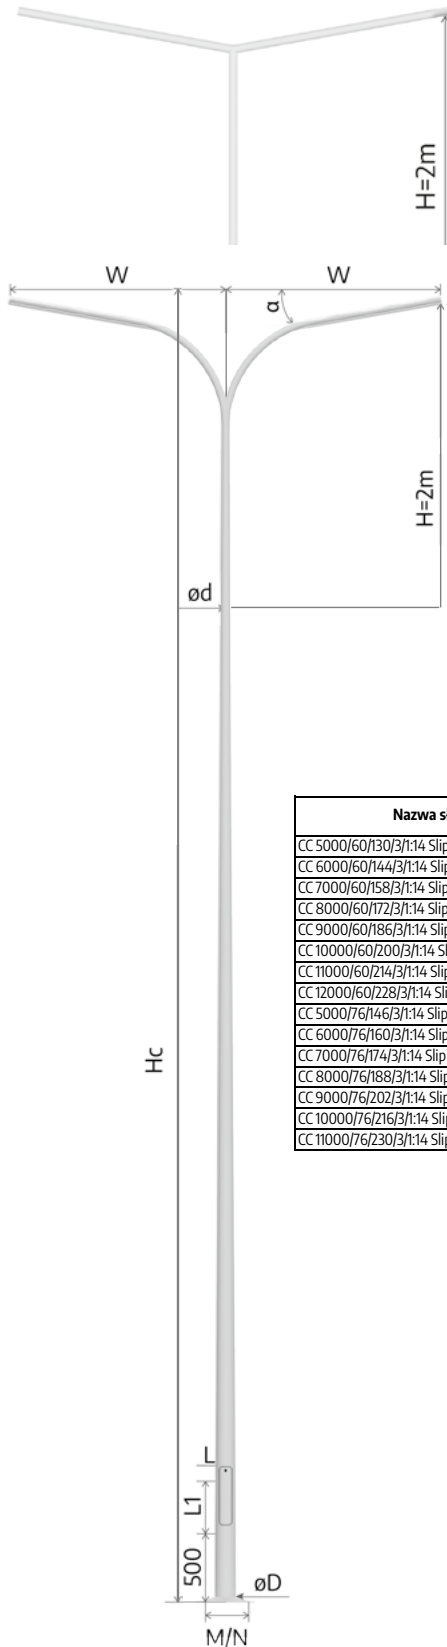 H=2m
W W
α
H=2m
ød
Nazwa s
CC 5000/60/130/3/1:14 Slip
CC 6000/60/144/3/1:14 Slip
CC 7000/60/158/3/1:14 Slip
CC 8000/60/172/3/1:14 Slip
CC 9000/60/186/3/1:14 Slip
CC 10000/60/200/3/1:14 Sl
CC 11000/60/214/3/1:14 Slip
CC 12000/60/228/3/1:14 Sli
CC 5000/76/146/3/1:14 Slip
CC 6000/76/160/3/1:14 Slip
CC 7000/76/174/3/1:14 Slip
CC 8000/76/188/3/1:14 Slip
CC 9000/76/202/3/1:14 Slip
CC 10000/76/216/3/1:14 Sli
CC 11000/76/230/3/1:14 Slip
Hc
L
L1
500
øD
M/N